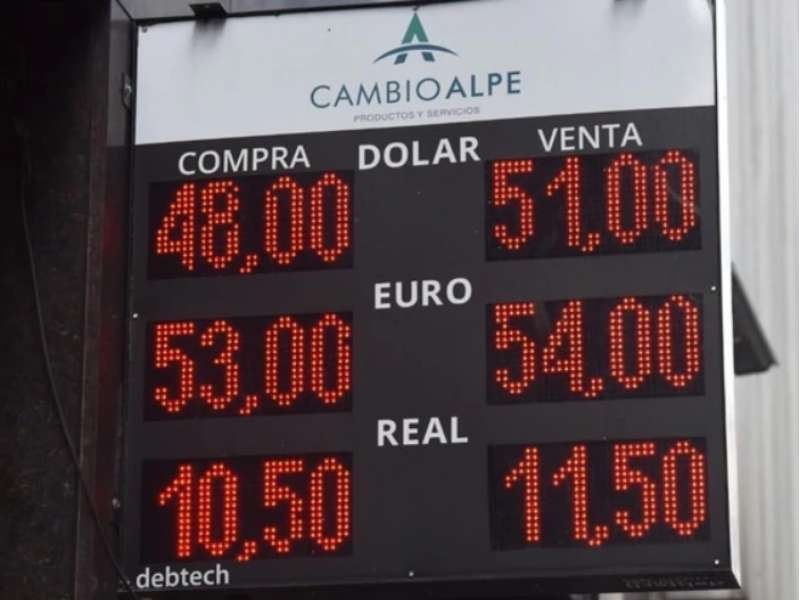 CAMBIOALPE
PRODUCTOS Y SERVICIOS
COMPRA DOLAR VENTA
48,00 51,00
EURO
53,00 54,00
REAL
10,50 11,50
debtech